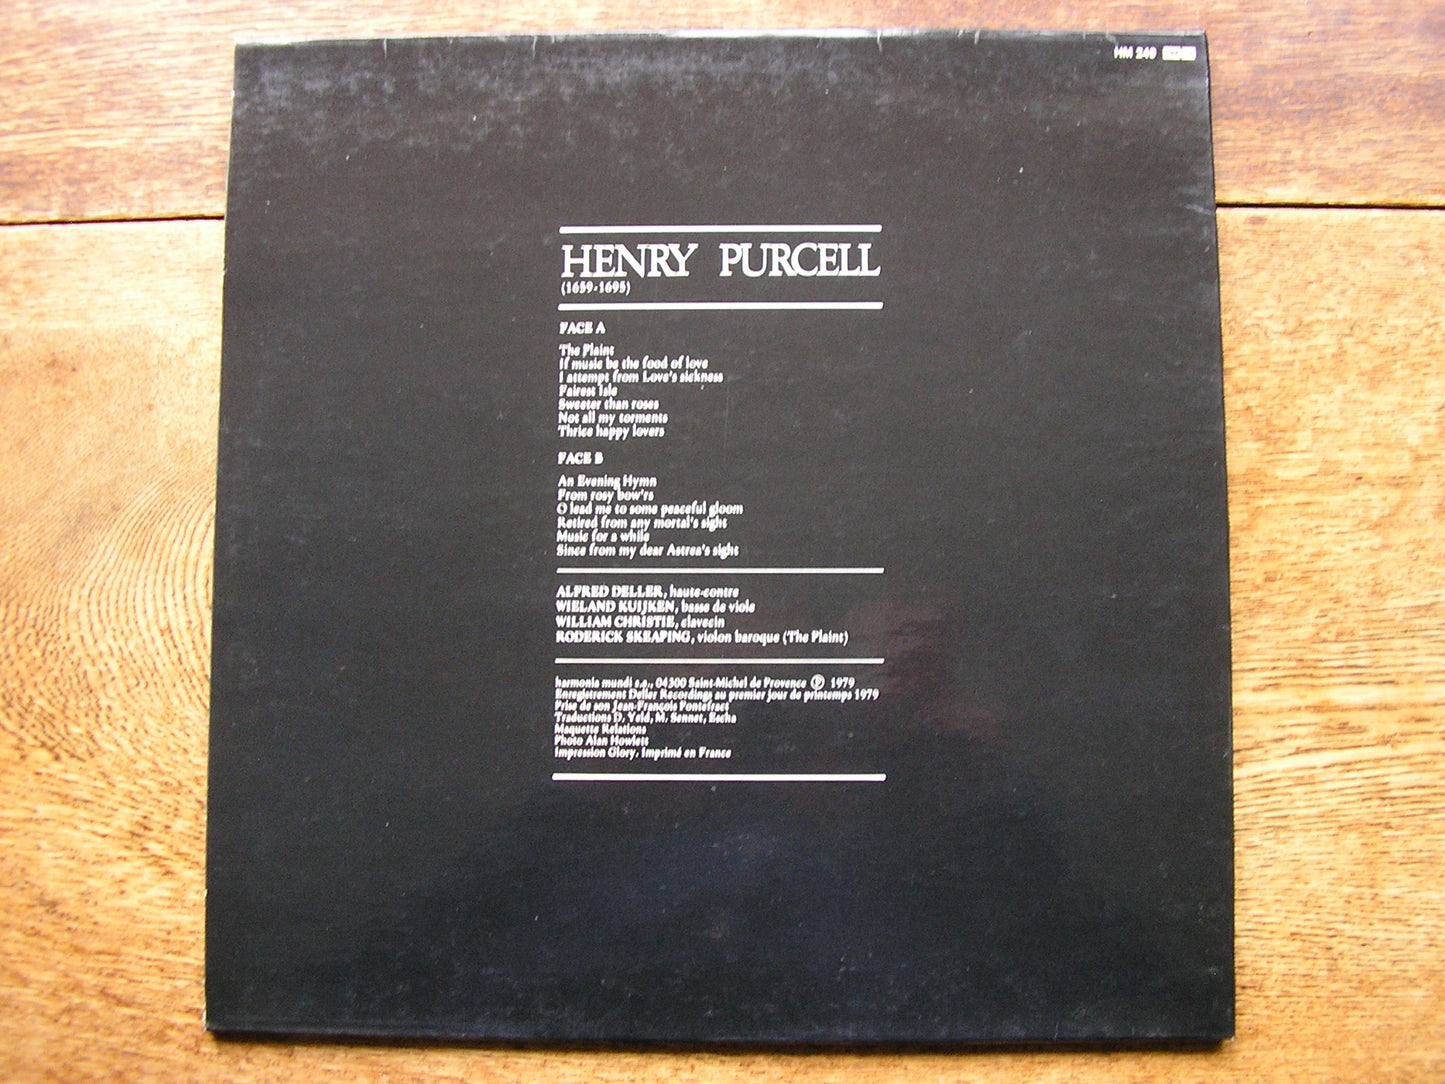 HM 249
HENRY PURCELL
(1659-1695)
FACE A
The Plaint
If music be the food of love
I attempt from Love's sickness
Fairest Isle
Sweeter than roses
Not all my torments
Thrice happy lovers
FACE B
An Evening Hymn
From rosy bow'rs
O lead me to some peaceful gloom
Retired from any mortal's sight
Music for a while
Since from my dear Astrea's sight
ALFRED DELLER, haute-contre
WIELAND KUIJKEN, basse de viole
WILLIAM CHRISTIE, clavecin
RODERICK SKEAPING, violon baroque (The Plaint)
harmonia mundi s.a., 04300 Saint-Michel de Provence Ⓟ 1979
Enregistrement Deller Recordings au premier jour de printemps 1979
Prise de son Jean-François Pontefract
Traductions D. Yeld, M. Sennet, Escha
Maquette Relations
Photo Alan Howlett
Impression Glory. Imprimé en France